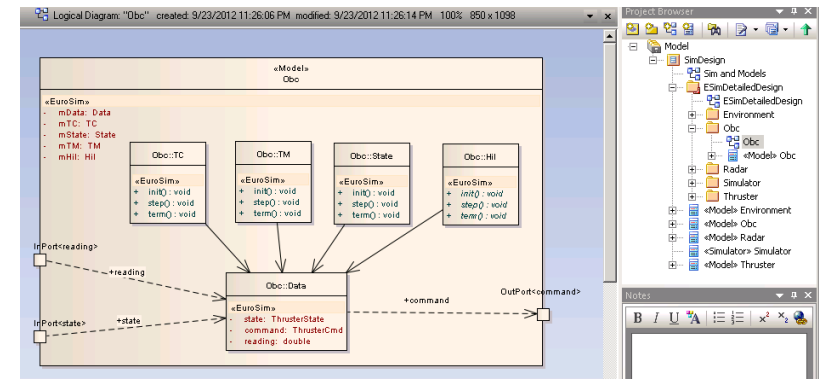 Logical Diagram: "Obc" created: 9/23/2012 11:26:06 PM modified: 9/23/2012 11:26:14 PM 100% 850 x 1098
«Model»
Obc
«EuroSim»
- mData: Data
- mTC: TC
- mState: State
- mTM: TM
- mHil: Hil
Obc::TC
«EuroSim»
+ init() : void
+ step() : void
+ term() : void
Obc::TM
«EuroSim»
+ init() : void
+ step() : void
+ term() : void
Obc::State
«EuroSim»
+ init() : void
+ step() : void
+ term() : void
Obc::Hil
«EuroSim»
+ init() : void
+ step() : void
+ temr() : void
InPort<reading>
+reading
InPort<state>
+state
Obc::Data
«EuroSim»
- state: ThrusterState
- command: ThrusterCmd
- reading: double
+command
OutPort<command>
Project Browser
Model
SimDesign
Sim and Models
ESimDetailedDesign
ESimDetailedDesign
Environment
Obc
Obc
«Model» Obc
Radar
Simulator
Thruster
«Model» Environment
«Model» Obc
«Model» Radar
«Simulator» Simulator
«Model» Thruster
Notes
B I U A x² x₂